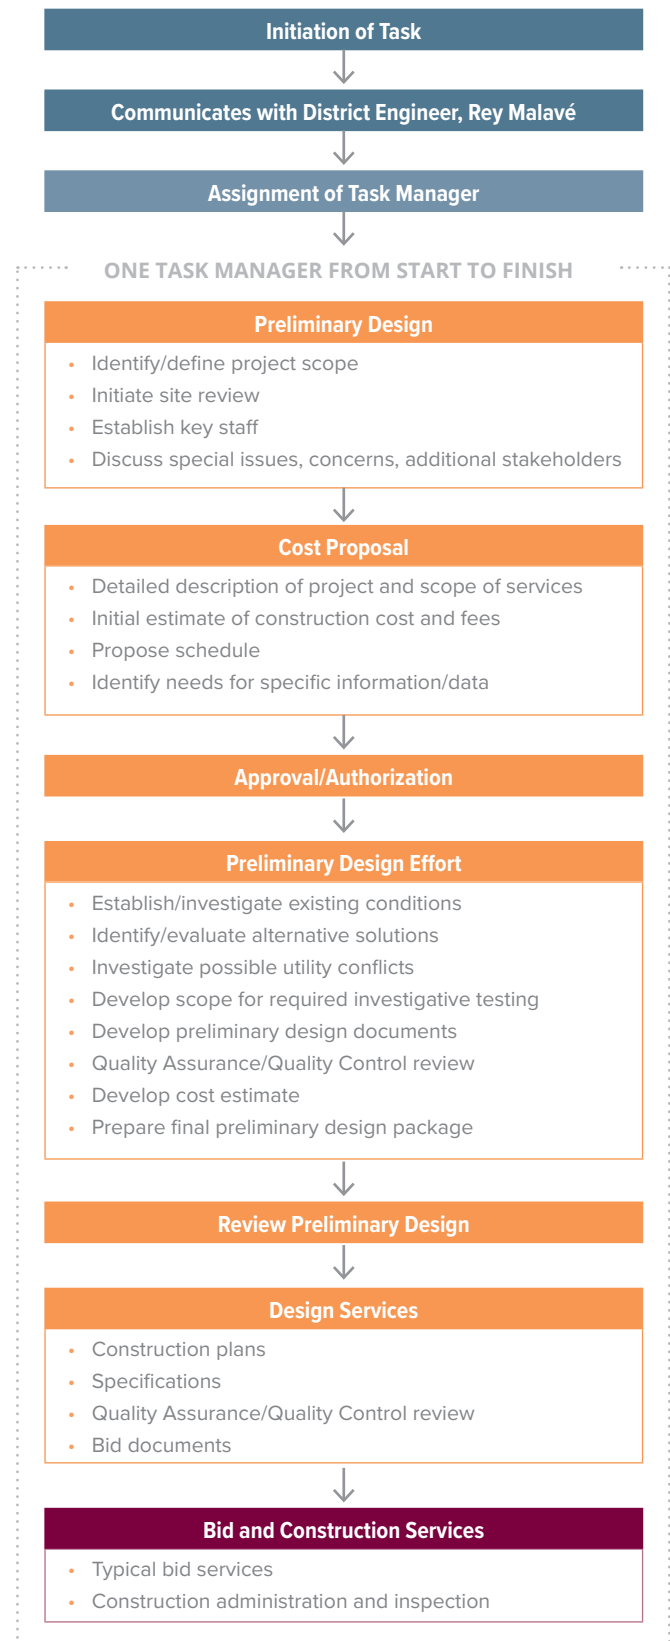 Initiation of Task
Communicates with District Engineer, Rey Malavé
Assignment of Task Manager
ONE TASK MANAGER FROM START TO FINISH
Preliminary Design
• Identify/define project scope
• Initiate site review
• Establish key staff
• Discuss special issues, concerns, additional stakeholders
Cost Proposal
• Detailed description of project and scope of services
• Initial estimate of construction cost and fees
• Propose schedule
• Identify needs for specific information/data
Approval/Authorization
Preliminary Design Effort
• Establish/investigate existing conditions
• Identify/evaluate alternative solutions
• Investigate possible utility conflicts
• Develop scope for required investigative testing
• Develop preliminary design documents
• Quality Assurance/Quality Control review
• Develop cost estimate
• Prepare final preliminary design package
Review Preliminary Design
Design Services
• Construction plans
• Specifications
• Quality Assurance/Quality Control review
• Bid documents
Bid and Construction Services
• Typical bid services
• Construction administration and inspection